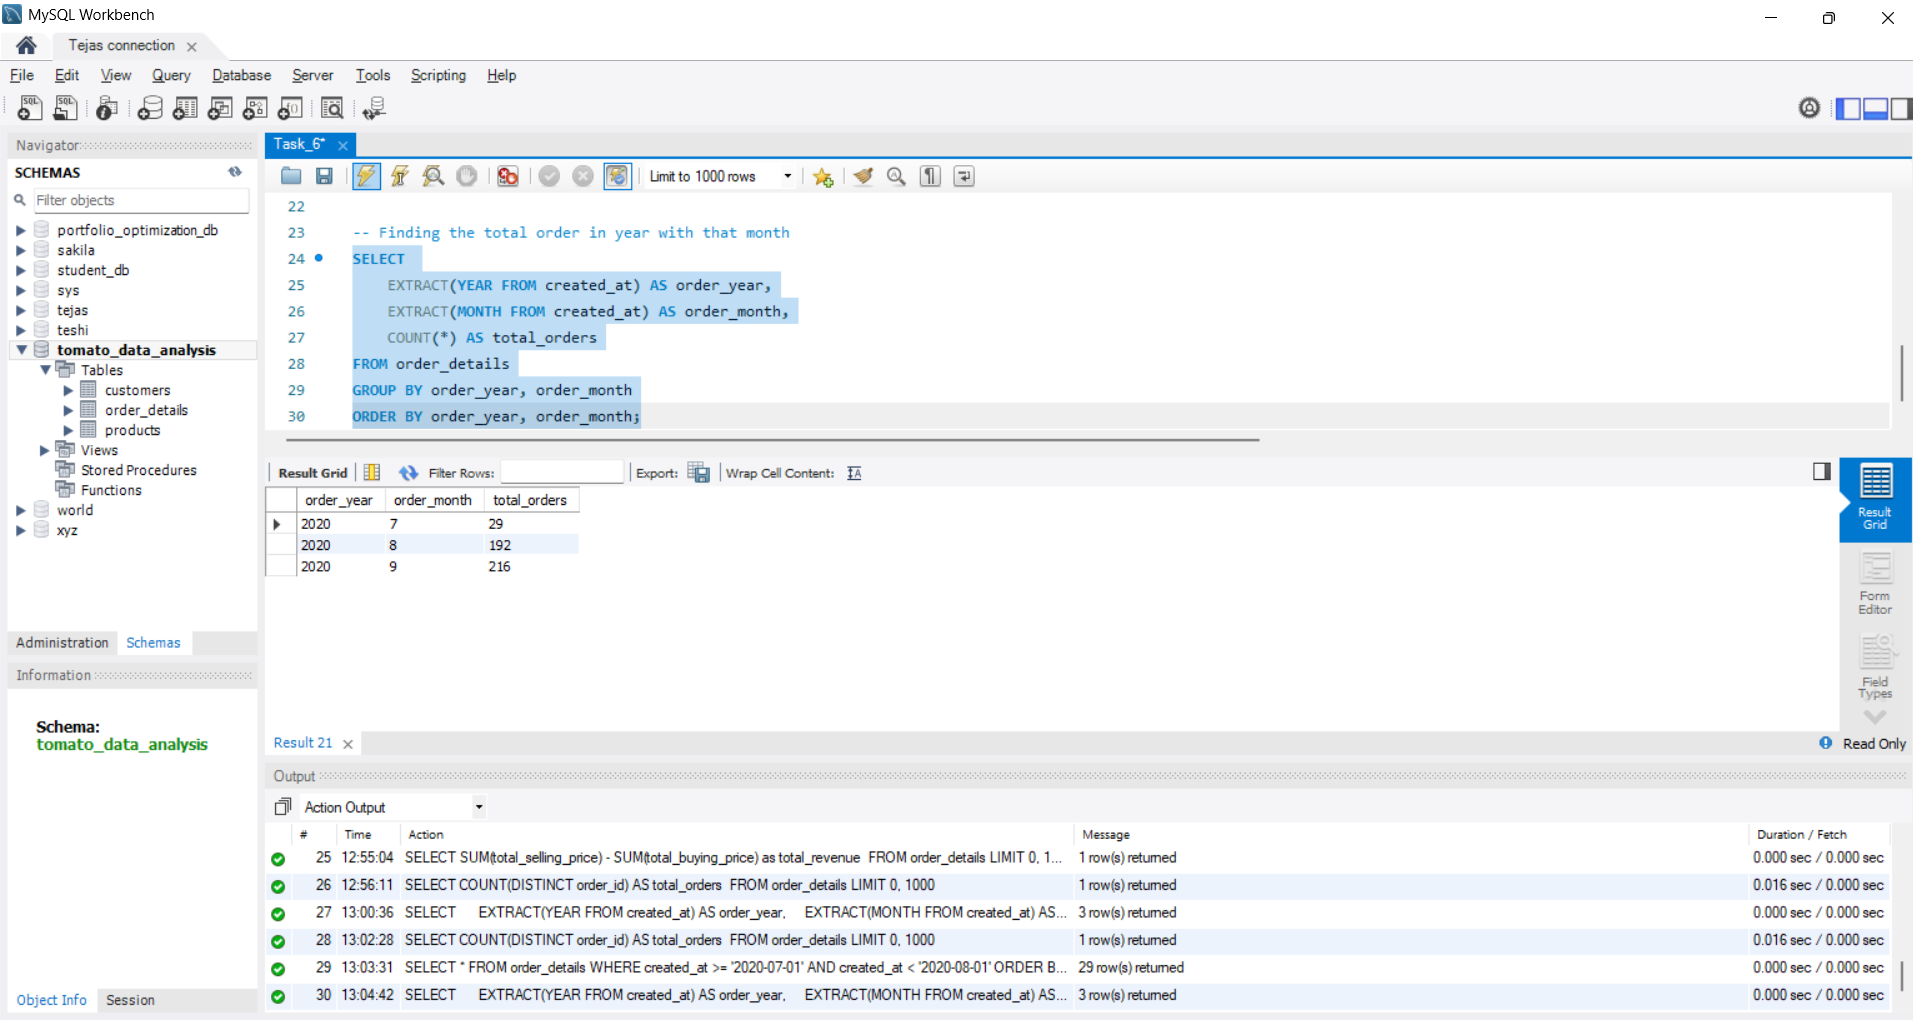 MySQL Workbench
Tejas connection
File Edit View Query Database Server Tools Scripting Help
Navigator
SCHEMAS
Filter objects
portfolio_optimization_db
sakila
student_db
sys
tejas
teshi
tomato_data_analysis
Tables
customers
order_details
products
Views
Stored Procedures
Functions
world
xyz
Administration Schemas
Information
Schema:
tomato_data_analysis
Object Info Session
Task_6*
Limit to 1000 rows
22
23 -- Finding the total order in year with that month
24 SELECT
25 EXTRACT(YEAR FROM created_at) AS order_year,
26 EXTRACT(MONTH FROM created_at) AS order_month,
27 COUNT(*) AS total_orders
28 FROM order_details
29 GROUP BY order_year, order_month
30 ORDER BY order_year, order_month;
Result Grid Filter Rows: Export: Wrap Cell Content:
order_year order_month total_orders
2020 7 29
2020 8 192
2020 9 216
Result Grid
Form Editor
Field Types
Result 21
Read Only
Output
Action Output
# Time Action Message Duration / Fetch
25 12:55:04 SELECT SUM(total_selling_price) - SUM(total_buying_price) as total_revenue FROM order_details LIMIT 0, 1... 1 row(s) returned 0.000 sec / 0.000 sec
26 12:56:11 SELECT COUNT(DISTINCT order_id) AS total_orders FROM order_details LIMIT 0, 1000 1 row(s) returned 0.016 sec / 0.000 sec
27 13:00:36 SELECT EXTRACT(YEAR FROM created_at) AS order_year, EXTRACT(MONTH FROM created_at) AS... 3 row(s) returned 0.000 sec / 0.000 sec
28 13:02:28 SELECT COUNT(DISTINCT order_id) AS total_orders FROM order_details LIMIT 0, 1000 1 row(s) returned 0.016 sec / 0.000 sec
29 13:03:31 SELECT * FROM order_details WHERE created_at >= '2020-07-01' AND created_at < '2020-08-01' ORDER B... 29 row(s) returned 0.000 sec / 0.000 sec
30 13:04:42 SELECT EXTRACT(YEAR FROM created_at) AS order_year, EXTRACT(MONTH FROM created_at) AS... 3 row(s) returned 0.000 sec / 0.000 sec